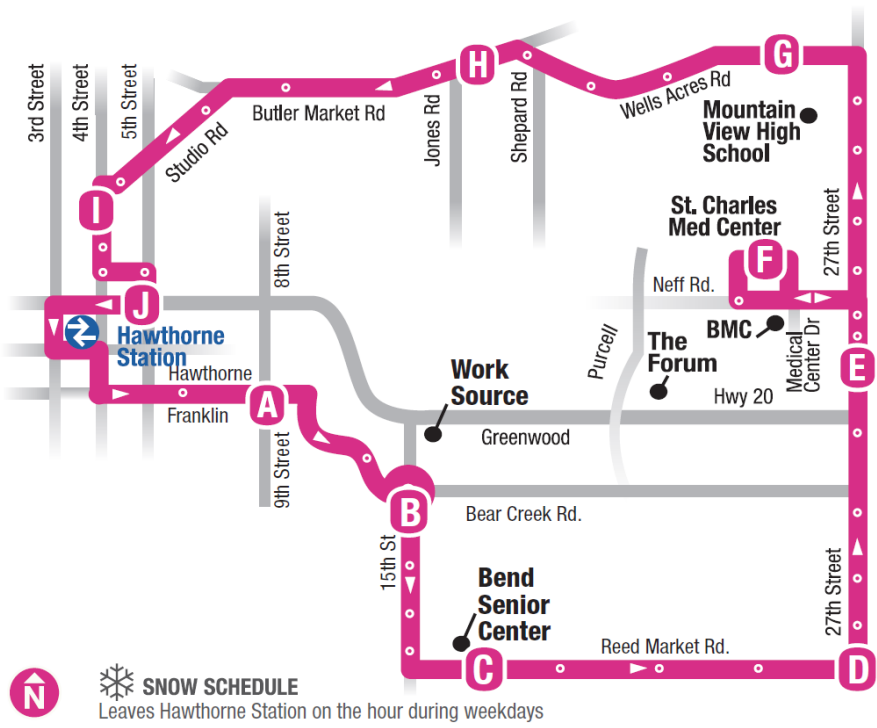 3rd Street
4th Street
5th Street
Studio Rd
Butler Market Rd
Jones Rd
H
Shepard Rd
Wells Acres Rd
G
Mountain
View High
School
27th Street
St. Charles
Med Center
F
Neff Rd.
BMC
Medical
Center Dr
E
I
J
Hawthorne
Station
8th Street
Hawthorne
Franklin
A
9th Street
Work
Source
Purcell
The
Forum
Hwy 20
Greenwood
B
Bear Creek Rd.
15th St
Bend
Senior
Center
C
Reed Market Rd.
27th Street
D
N
SNOW SCHEDULE
Leaves Hawthorne Station on the hour during weekdays